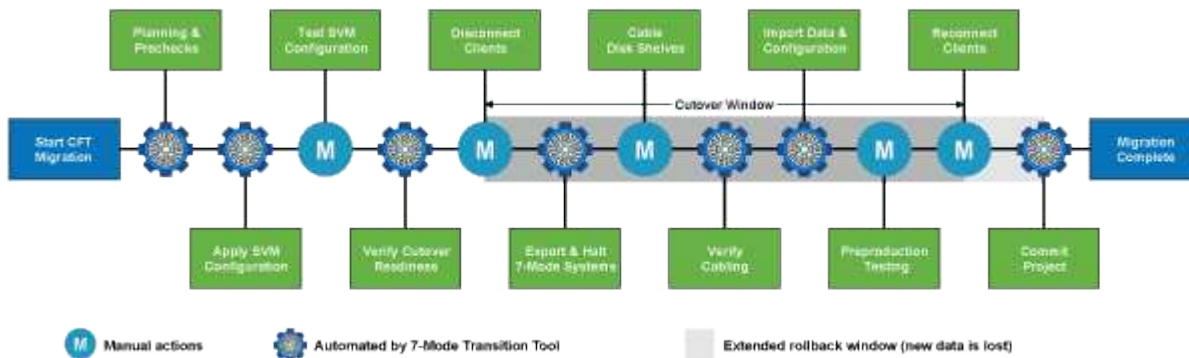 Planning &
Prechecks
Test SVM
Configuration
Disconnect
Clients
Cable
Disk Shelves
Import Data &
Configuration
Reconnect
Clients
Cutover Window
Start CFT
Migration
M
M
M
M
M
Migration
Complete
Apply SVM
Configuration
Verify Cutover
Readiness
Export & Halt
7-Mode Systems
Verify
Cabling
Preproduction
Testing
Commit
Project
M Manual actions
Automated by 7-Mode Transition Tool
Extended rollback window (new data is lost)